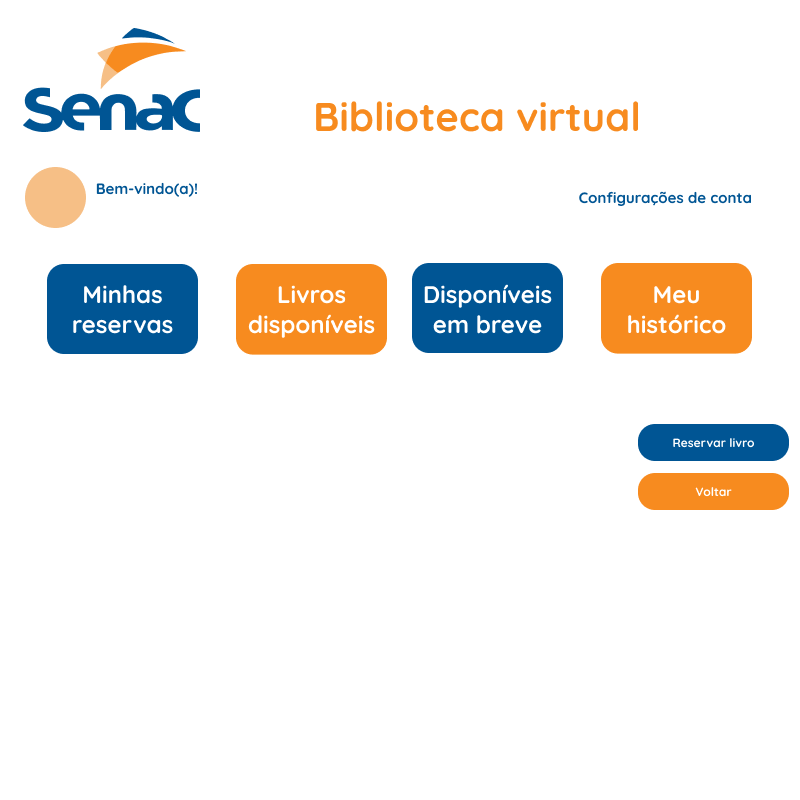 Senac
Biblioteca virtual
Bem-vindo(a)!
Configurações de conta
Minhas
reservas
Livros
disponíveis
Disponíveis
em breve
Meu
histórico
Reservar livro
Voltar